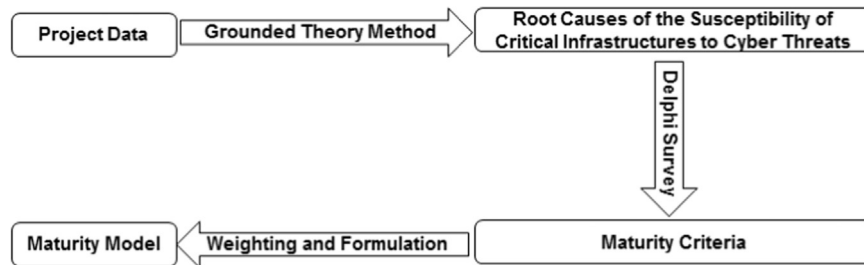 Project Data
Grounded Theory Method
Root Causes of the Susceptibility of
Critical Infrastructures to Cyber Threats
Delphi Survey
Maturity Criteria
Weighting and Formulation
Maturity Model